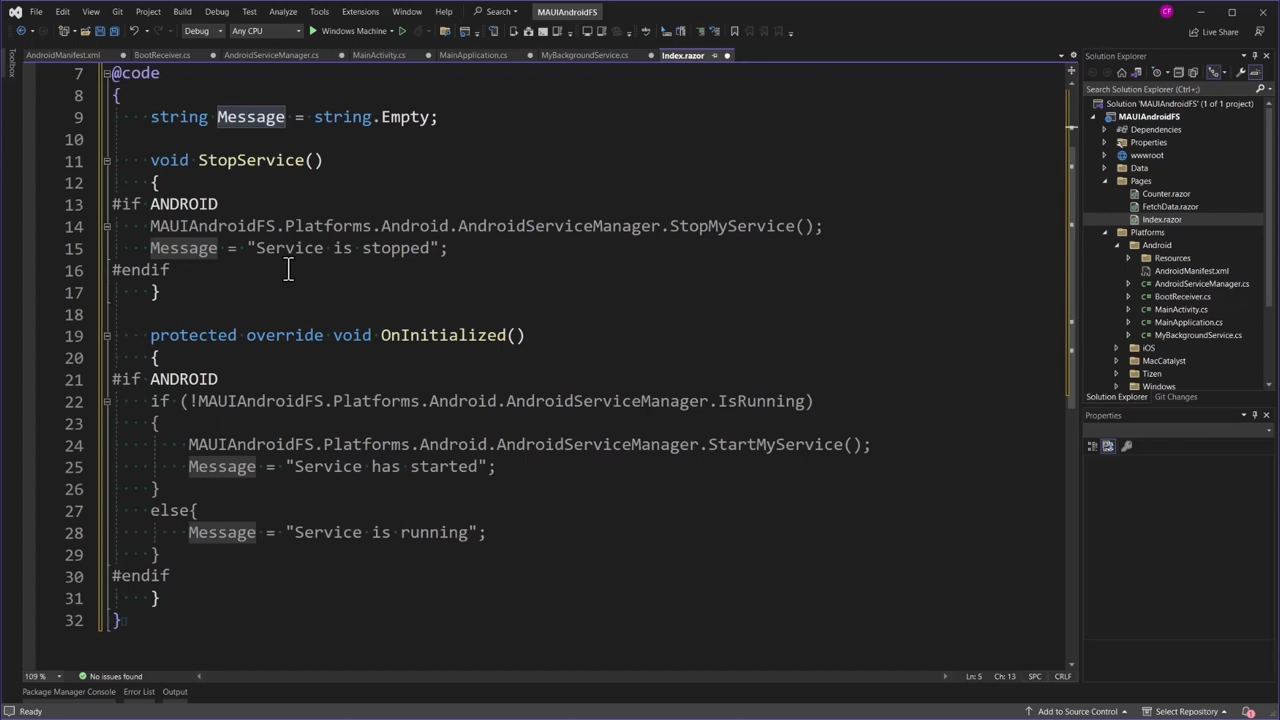 File Edit View Git Project Build Debug Test Analyze Tools Extensions Window Help Search MAUIAndroidFS CF
Debug Any CPU Windows Machine Live Share
Toolbox
AndroidManifest.xml BootReceiver.cs AndroidServiceManager.cs MainActivity.cs MainApplication.cs MyBackgroundService.cs Index.razor
7 @code
8 {
9 string Message = string.Empty;
10
11 void StopService()
12 {
13 #if ANDROID
14 MAUIAndroidFS.Platforms.Android.AndroidServiceManager.StopMyService();
15 Message = "Service is stopped";
16 #endif
17 }
18
19 protected override void OnInitialized()
20 {
21 #if ANDROID
22 if (!MAUIAndroidFS.Platforms.Android.AndroidServiceManager.IsRunning)
23 {
24 MAUIAndroidFS.Platforms.Android.AndroidServiceManager.StartMyService();
25 Message = "Service has started";
26 }
27 else{
28 Message = "Service is running";
29 }
30 #endif
31 }
32 }
109 % No issues found Ln: 5 Ch: 13 SPC CRLF
Package Manager Console Error List Output
Ready Add to Source Control Select Repository 1
Solution Explorer
Search Solution Explorer (Ctrl+;)
Solution 'MAUIAndroidFS' (1 of 1 project)
MAUIAndroidFS
Dependencies
Properties
wwwroot
Data
Pages
Counter.razor
FetchData.razor
Index.razor
Platforms
Android
Resources
AndroidManifest.xml
AndroidServiceManager.cs
BootReceiver.cs
MainActivity.cs
MainApplication.cs
MyBackgroundService.cs
iOS
MacCatalyst
Tizen
Windows
Solution Explorer Git Changes
Properties